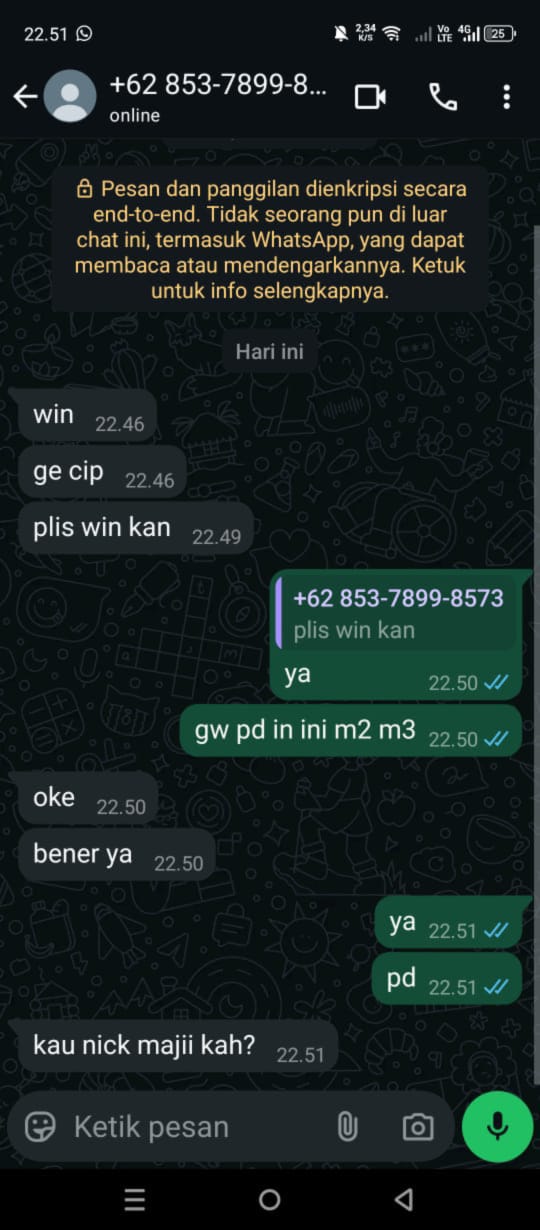 22.51
2,34 K/S Vo LTE 4G 25
+62 853-7899-8...
online
Pesan dan panggilan dienkripsi secara
end-to-end. Tidak seorang pun di luar
chat ini, termasuk WhatsApp, yang dapat
membaca atau mendengarkannya. Ketuk
untuk info selengkapnya.
Hari ini
win 22.46
ge cip 22.46
plis win kan 22.49
+62 853-7899-8573
plis win kan
ya 22.50
gw pd in ini m2 m3 22.50
oke 22.50
bener ya 22.50
ya 22.51
pd 22.51
kau nick majii kah? 22.51
Ketik pesan